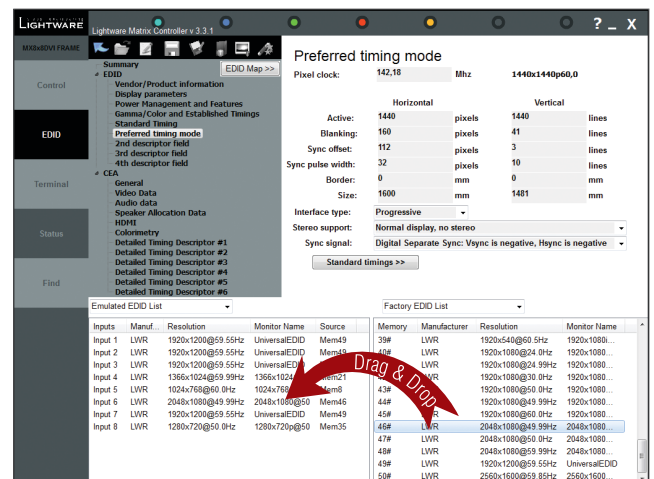 LIGHTWARE
Lightware Matrix Controller v 3.3.1
? _ X
MX8x8DVI FRAME
Control
EDID
Terminal
Status
Find
EDID Map >>
Summary
EDID
Vendor/Product information
Display parameters
Power Management and Features
Gamma/Color and Established Timings
Standard Timing
Preferred timing mode
2nd descriptor field
3rd descriptor field
4th descriptor field
CEA
General
Video Data
Audio data
Speaker Allocation Data
HDMI
Colorimetry
Detailed Timing Descriptor #1
Detailed Timing Descriptor #2
Detailed Timing Descriptor #3
Detailed Timing Descriptor #4
Detailed Timing Descriptor #5
Detailed Timing Descriptor #6
Preferred timing mode
Pixel clock: 142,18 Mhz 1440x1440p60,0
Horizontal Vertical
Active: 1440 pixels 1440 lines
Blanking: 160 pixels 41 lines
Sync offset: 112 pixels 3 lines
Sync pulse width: 32 pixels 10 lines
Border: 0 mm 0 mm
Size: 1600 mm 1481 mm
Interface type: Progressive
Stereo support: Normal display, no stereo
Sync signal: Digital Separate Sync: Vsync is negative, Hsync is negative
Standard timings >>
Emulated EDID List
Inputs Manuf... Resolution Monitor Name Source
Input 1 LWR 1920x1200@59.55Hz UniversalEDID Mem49
Input 2 LWR 1920x1200@59.55Hz UniversalEDID Mem49
Input 3 LWR 1920x1200@59.55Hz UniversalEDID
Input 4 LWR 1366x1024@59.99Hz 1366x1024 Mem21
Input 5 LWR 1024x768@60.0Hz 1024x768 Mem8
Input 6 LWR 2048x1080@49.99Hz 2048x1080@50 Mem46
Input 7 LWR 1920x1200@59.55Hz UniversalEDID Mem49
Input 8 LWR 1280x720@50.0Hz 1280x720p@50 Mem35
Drag & Drop
Factory EDID List
Memory Manufacturer Resolution Monitor Name
39# LWR 1920x540@60.5Hz 1920x1080i...
40# LWR 1920x1080@24.0Hz 1920x1080...
LWR 1920x1080@24.99Hz 1920x1080...
LWR 1920x1080@30.0Hz 1920x1080...
43# LWR 1920x1080@50.0Hz 1920x1080...
44# LWR 1920x1080@49.99Hz 1920x1080...
45# LWR 1920x1080@60.0Hz 1920x1080...
46# LWR 2048x1080@49.99Hz 2048x1080...
47# LWR 2048x1080@50.0Hz 2048x1080...
48# LWR 2048x1080@59.99Hz 2048x1080...
49# LWR 1920x1200@59.55Hz UniversalEDID
50# LWR 2560x1600@59.85Hz 2560x1600...